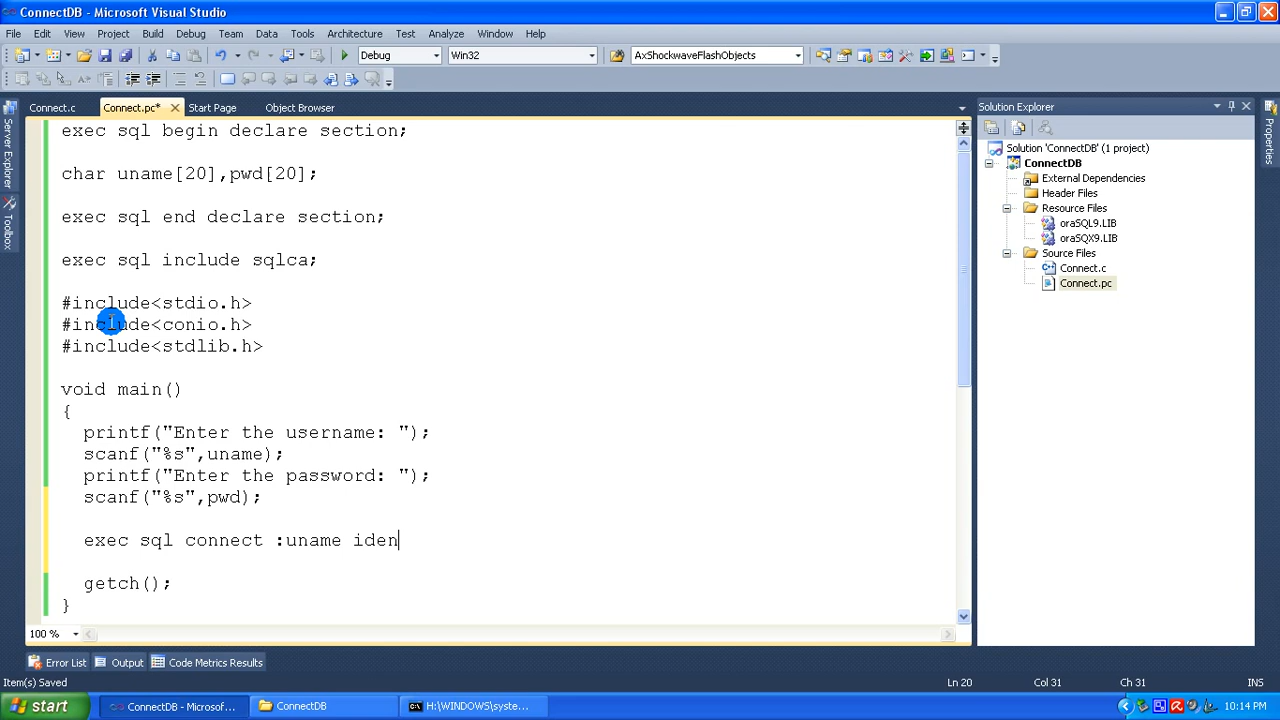 ConnectDB - Microsoft Visual Studio
File Edit View Project Build Debug Team Data Tools Architecture Test Analyze Window Help
Debug Win32 AxShockwaveFlashObjects
Connect.c Connect.pc* Start Page Object Browser
Server Explorer
Toolbox
exec sql begin declare section;
char uname[20],pwd[20];
exec sql end declare section;
exec sql include sqlca;
#include<stdio.h>
#include<conio.h>
#include<stdlib.h>
void main()
{
printf("Enter the username: ");
scanf("%s",uname);
printf("Enter the password: ");
scanf("%s",pwd);
exec sql connect :uname iden
getch();
}
100 %
Solution Explorer
Solution 'ConnectDB' (1 project)
ConnectDB
External Dependencies
Header Files
Resource Files
oraSQL9.LIB
oraSQX9.LIB
Source Files
Connect.c
Connect.pc
Properties
Error List Output Code Metrics Results
Item(s) Saved Ln 20 Col 31 Ch 31 INS
start ConnectDB - Microsof... ConnectDB H:\WINDOWS\syste... 10:14 PM